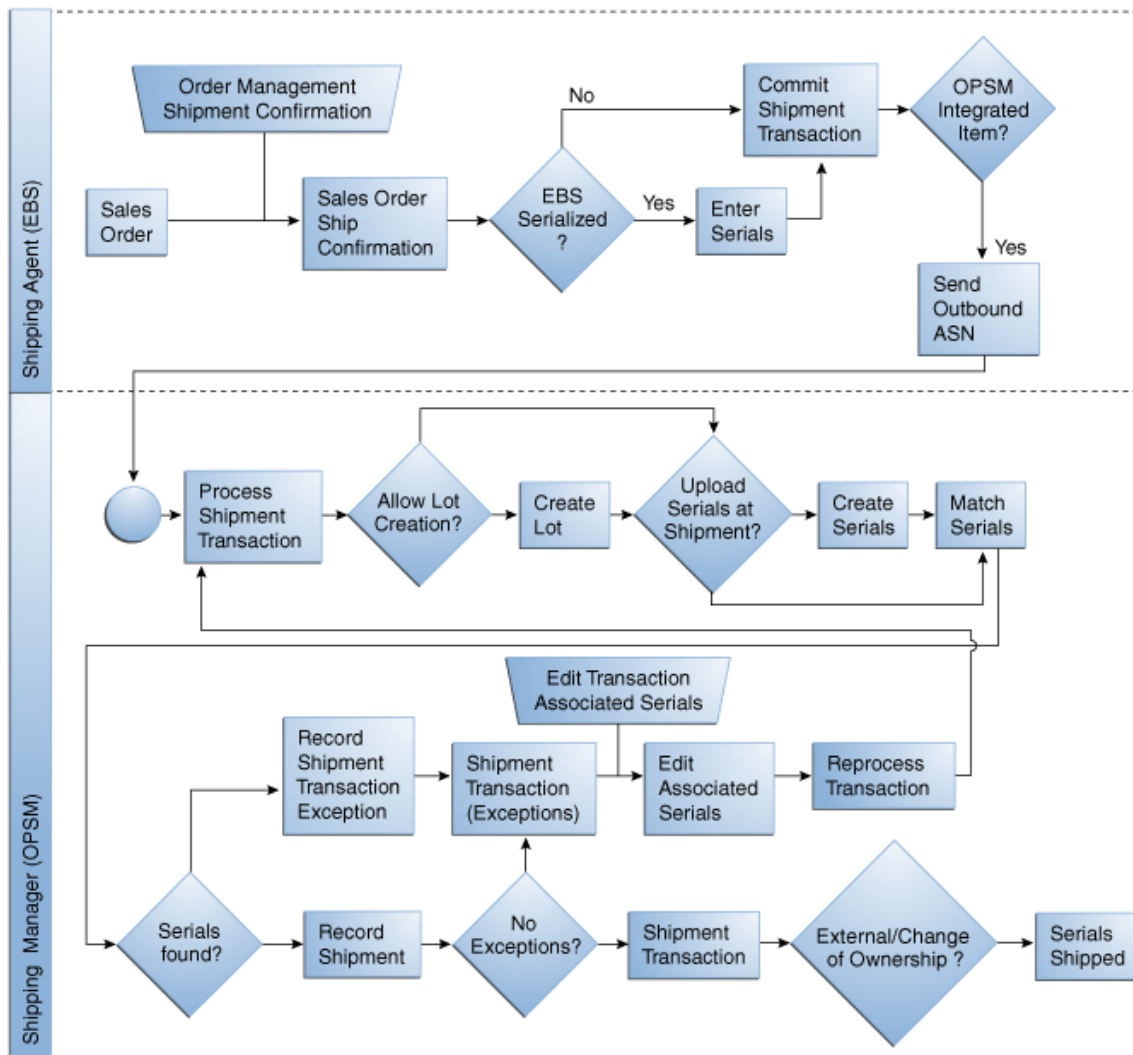 Shipping Agent (EBS)
Order Management
Shipment Confirmation
Sales
Order
Sales Order
Ship
Confirmation
EBS
Serialized
?
No
Yes
Enter
Serials
Commit
Shipment
Transaction
OPSM
Integrated
Item?
Yes
Send
Outbound
ASN
Shipping Manager (OPSM)
Process
Shipment
Transaction
Allow Lot
Creation?
Create
Lot
Upload
Serials at
Shipment?
Create
Serials
Match
Serials
Edit Transaction
Associated Serials
Record
Shipment
Transaction
Exception
Shipment
Transaction
(Exceptions)
Edit
Associated
Serials
Reprocess
Transaction
Serials
found?
Record
Shipment
No
Exceptions?
Shipment
Transaction
External/Change
of Ownership ?
Serials
Shipped